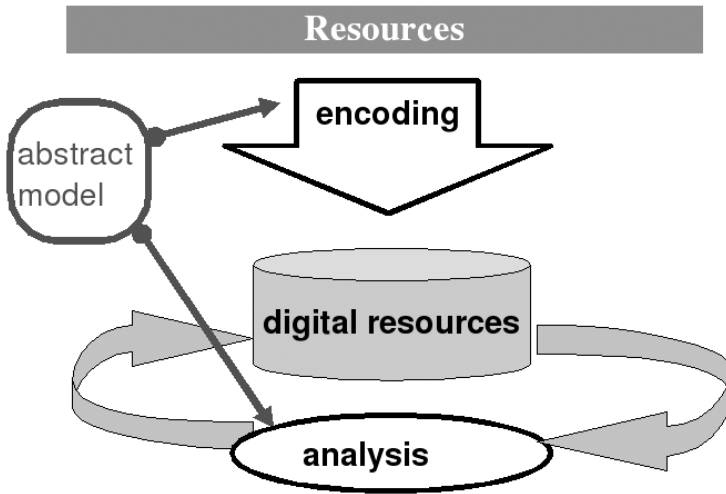 Resources
encoding
abstract
model
digital resources
analysis